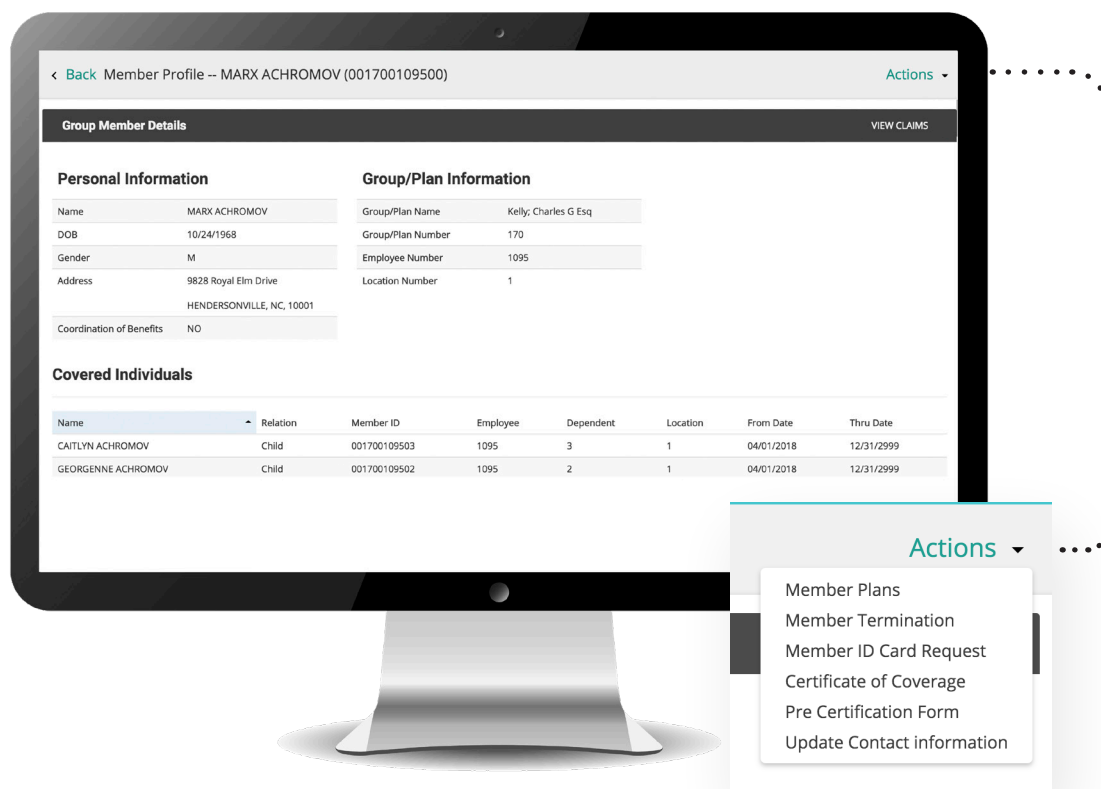 Back Member Profile -- MARX ACHROMOV (001700109500) Actions
Group Member Details VIEW CLAIMS
Personal Information Group/Plan Information
Name MARX ACHROMOV Group/Plan Name Kelly; Charles G Esq
DOB 10/24/1968 Group/Plan Number 170
Gender M Employee Number 1095
Address 9828 Royal Elm Drive Location Number 1
HENDERSONVILLE, NC, 10001
Coordination of Benefits NO
Covered Individuals
Name Relation Member ID Employee Dependent Location From Date Thru Date
CAITLYN ACHROMOV Child 001700109503 1095 3 1 04/01/2018 12/31/2999
GEORGENNE ACHROMOV Child 001700109502 1095 2 1 04/01/2018 12/31/2999
Actions
Member Plans
Member Termination
Member ID Card Request
Certificate of Coverage
Pre Certification Form
Update Contact information